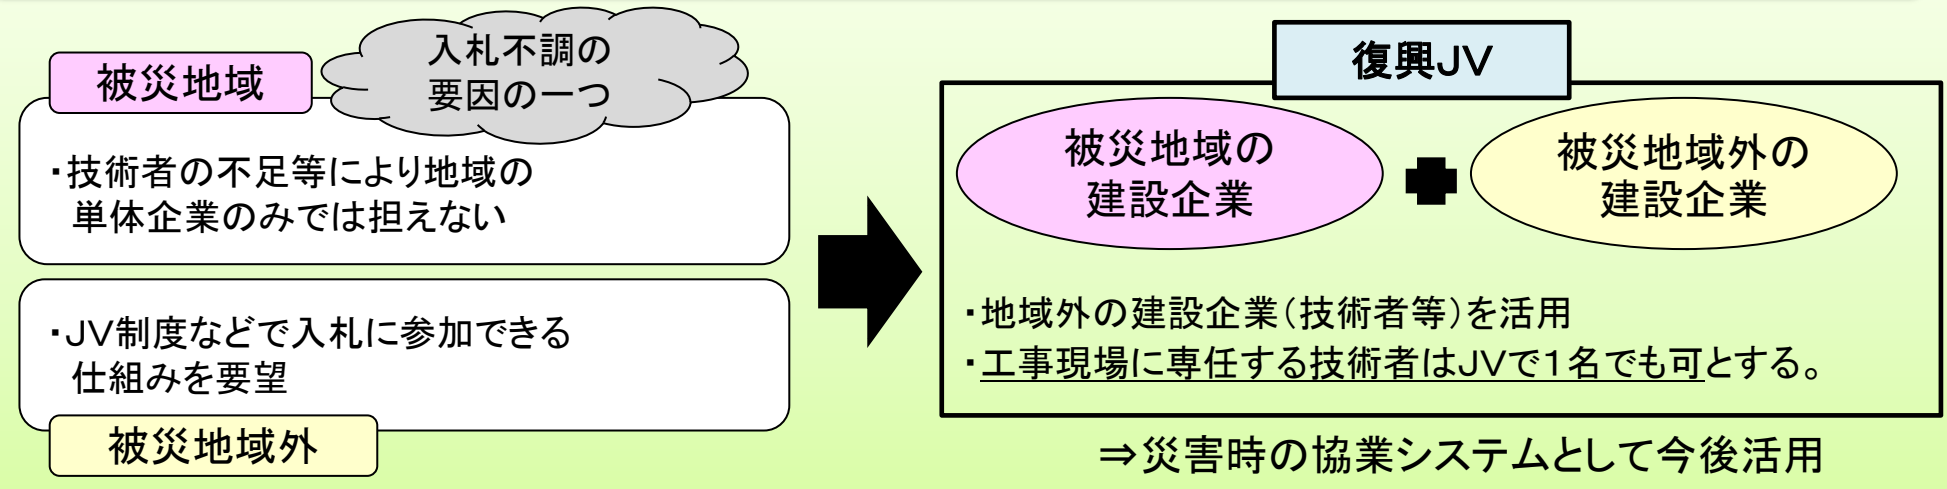 被災地域
入札不調の
要因の一つ
・技術者の不足等により地域の
単体企業のみでは担えない
・JV制度などで入札に参加できる
仕組みを要望
被災地域外
復興JV
被災地域の
建設企業
被災地域外の
建設企業
・地域外の建設企業(技術者等)を活用
・工事現場に専任する技術者はJVで1名でも可とする。
⇒災害時の協業システムとして今後活用